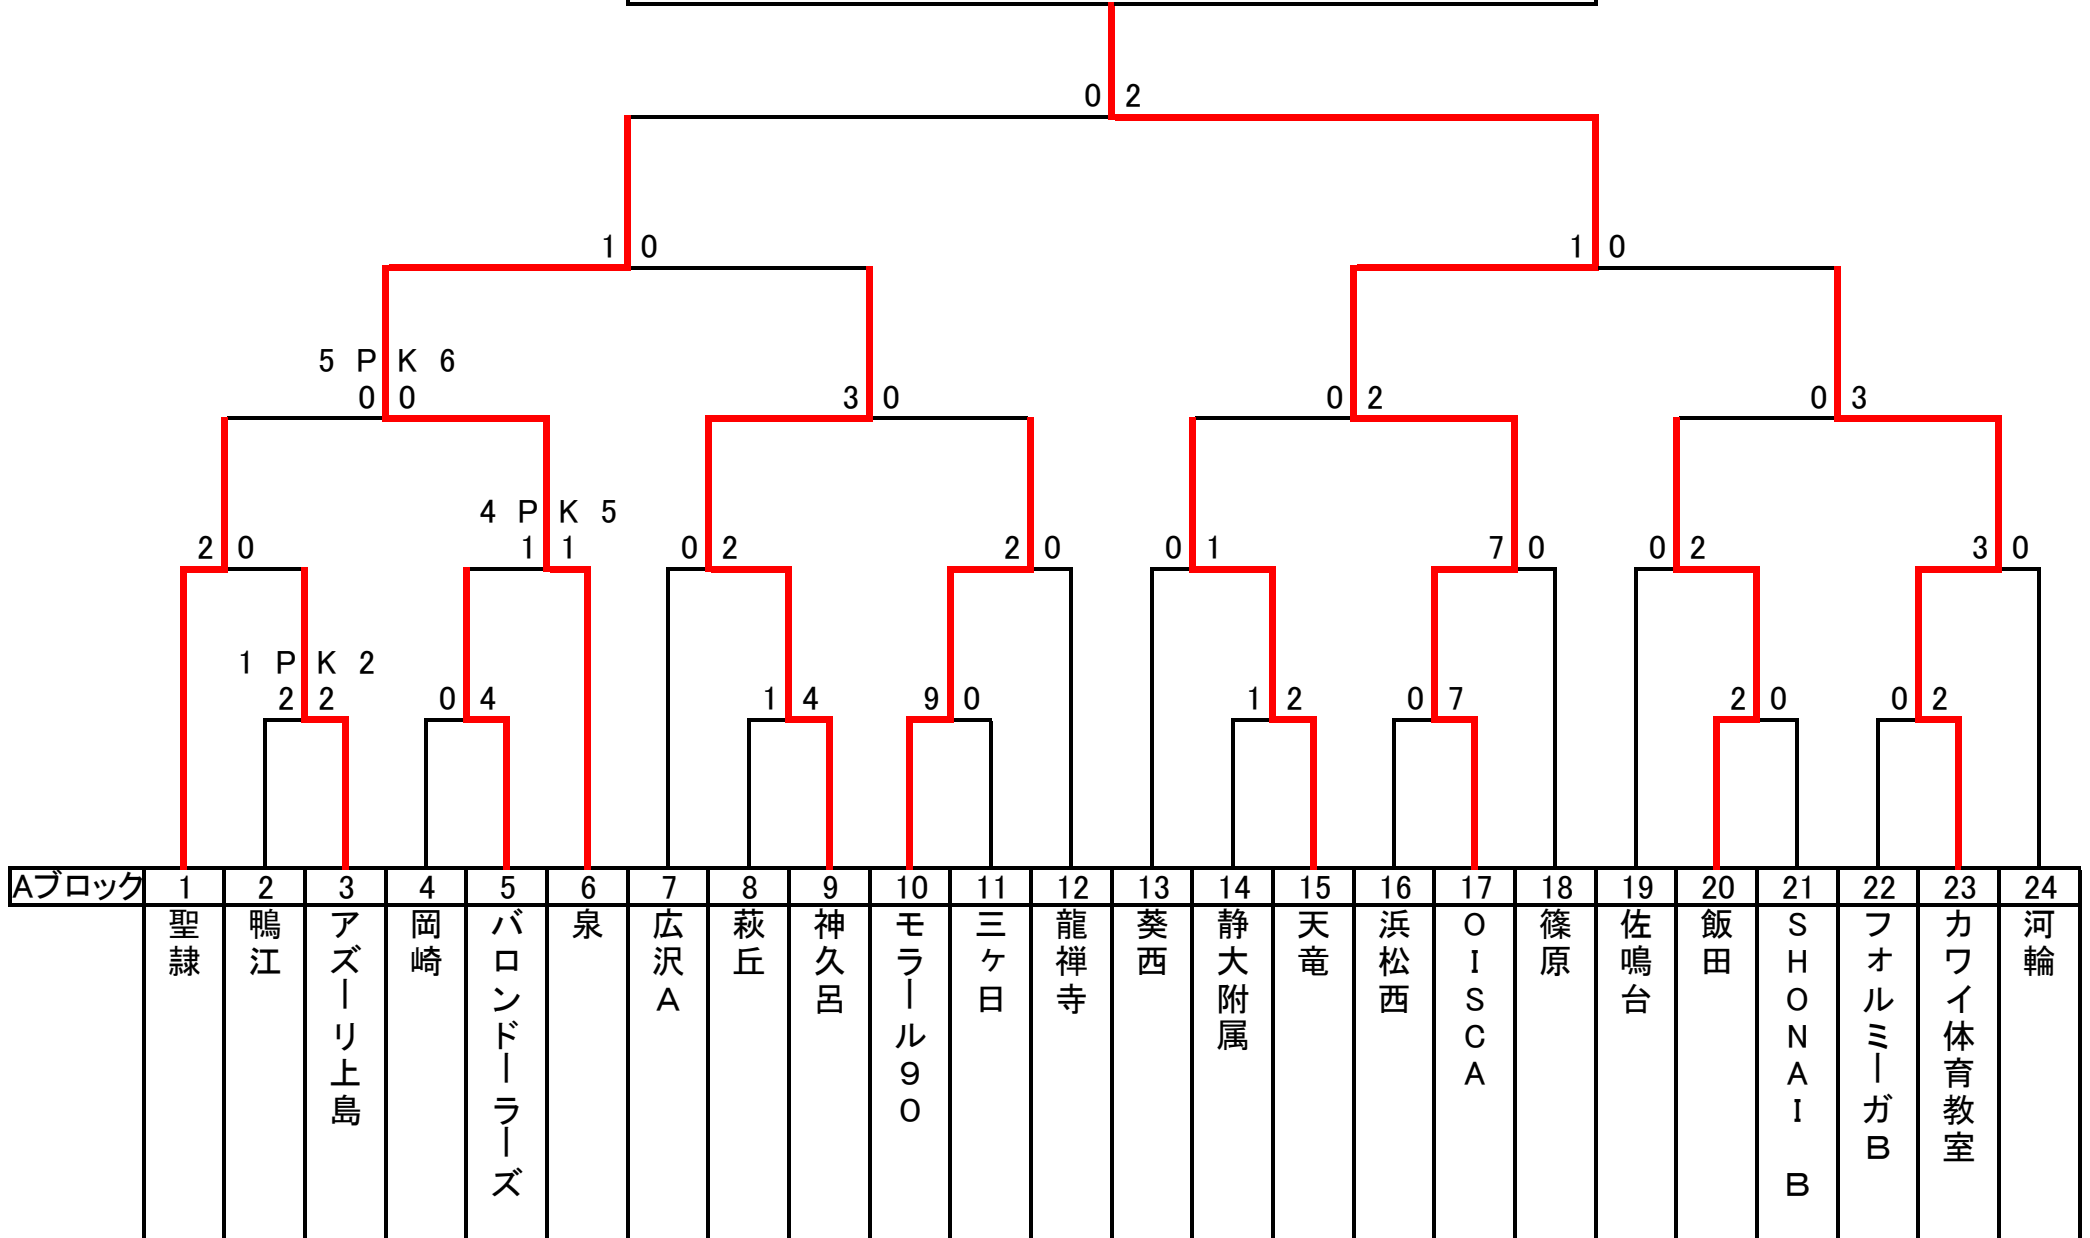 0 2
1 0
1 0
5 P K 6
0 0
3 0
0 2
0 3
4 P K 5
2 0
1 1
0 2
2 0
0 1
7 0
0 2
3 0
1 P K 2
2 2
0 4
1 4
9 0
1 2
0 7
2 0
0 2
Aブロック 1 2 3 4 5 6 7 8 9 10 11 12 13 14 15 16 17 18 19 20 21 22 23 24
聖隷
鴨江
アズーリ上島
岡崎
バロンドーラーズ
泉
広沢A
萩丘
神久呂
モラール90
三ヶ日
龍禅寺
葵西
静大附属
天竜
浜松西
OISCA
篠原
佐鳴台
飯田
SHONAI B
フォルミーガB
カワイ体育教室
河輪